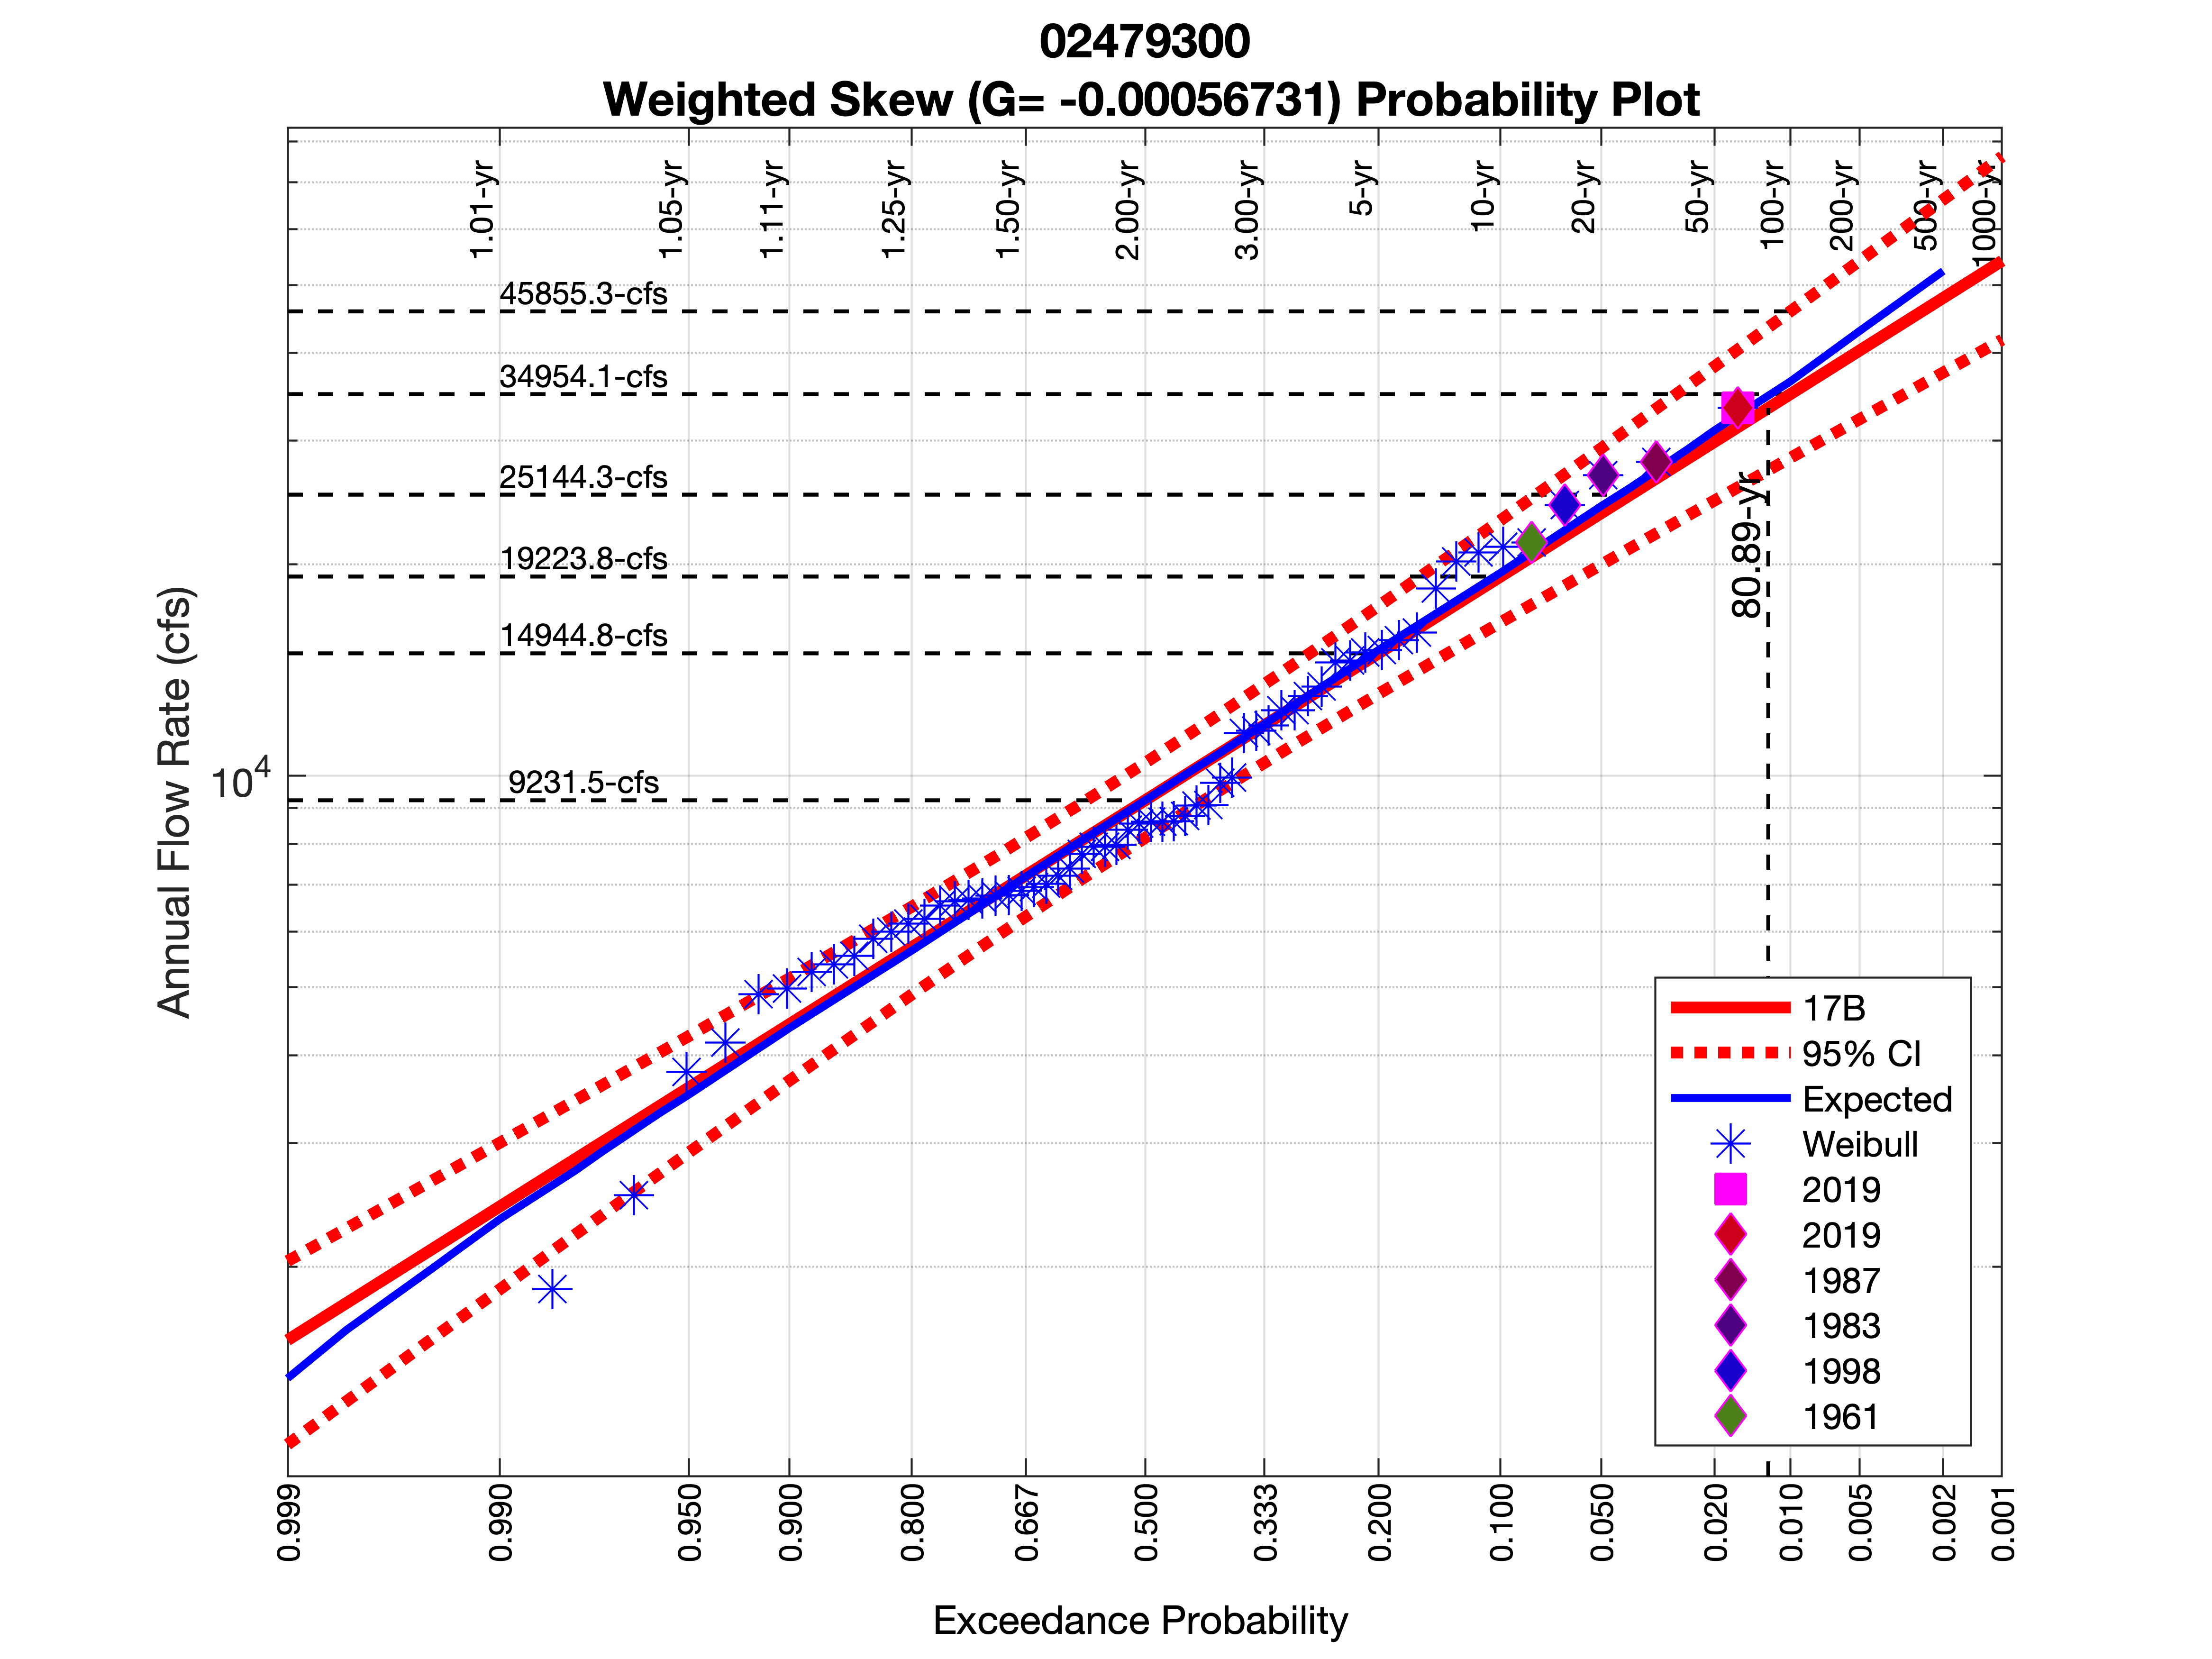 02479300
Weighted Skew (G= -0.00056731) Probability Plot
1.01-yr
1.05-yr
1.11-yr
1.25-yr
1.50-yr
2.00-yr
3.00-yr
5-yr
10-yr
20-yr
50-yr
100-yr
200-yr
500-yr
1000-yr
45855.3-cfs
34954.1-cfs
25144.3-cfs
19223.8-cfs
14944.8-cfs
9231.5-cfs
80.89-yr
Annual Flow Rate (cfs)
10^4
17B
95% CI
Expected
Weibull
2019
2019
1987
1983
1998
1961
0.999
0.990
0.950
0.900
0.800
0.667
0.500
0.333
0.200
0.100
0.050
0.020
0.010
0.005
0.002
0.001
Exceedance Probability